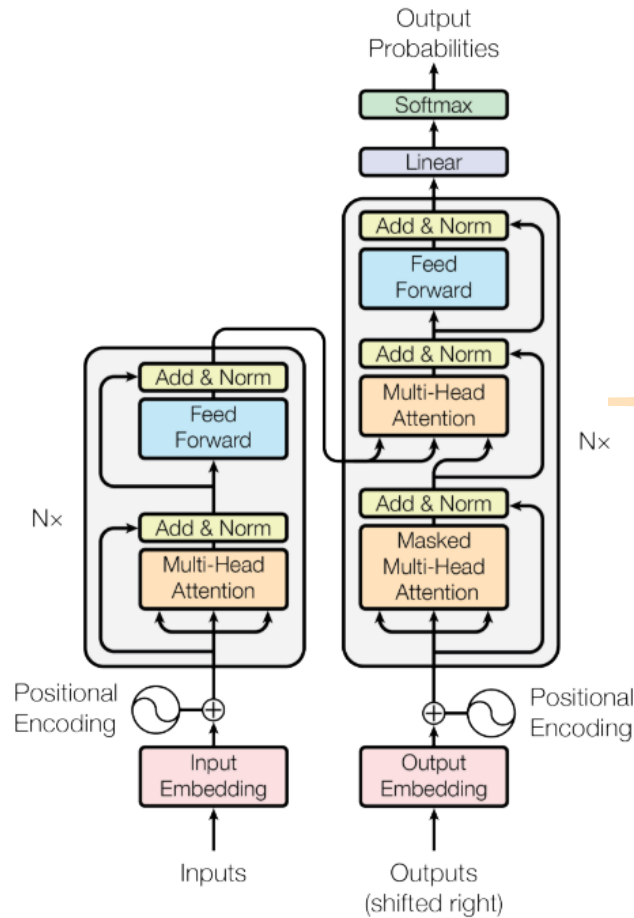 Output
Probabilities
Softmax
Linear
Add & Norm
Feed
Forward
Add & Norm
Multi-Head
Attention
Add & Norm
Masked
Multi-Head
Attention
Nx
Add & Norm
Feed
Forward
Add & Norm
Multi-Head
Attention
Nx
Positional
Encoding
Positional
Encoding
Input
Embedding
Output
Embedding
Inputs
Outputs
(shifted right)